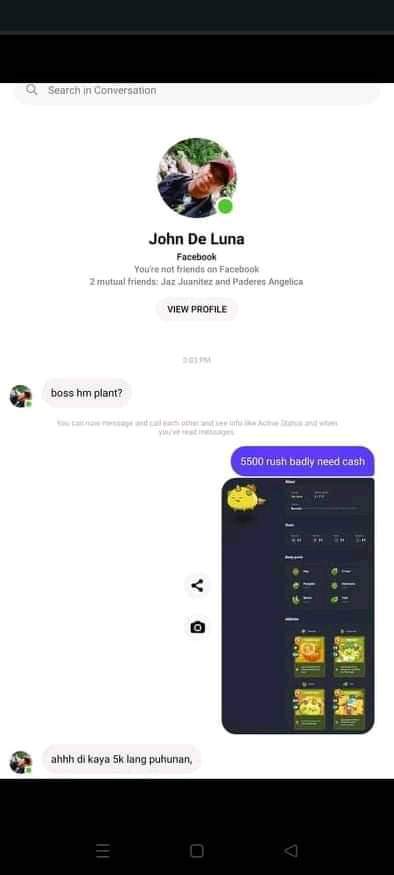 Search in Conversation
John De Luna
Facebook
You're not friends on Facebook
2 mutual friends: Jaz Juanitez and Paderes Angelica
VIEW PROFILE
3:03 PM
boss hm plant?
You can now message and call each other and see info like Active Status and when
you've read messages.
5500 rush badly need cash
ahhh di kaya 5k lang puhunan,